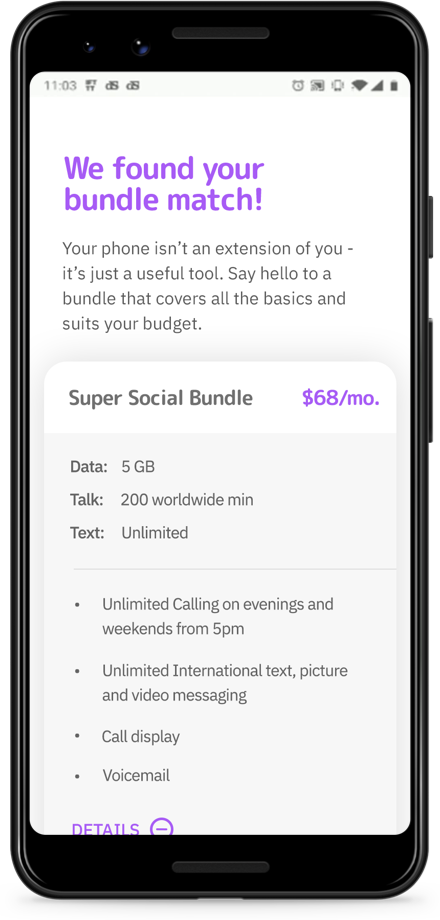 11:03
We found your
bundle match!
Your phone isn’t an extension of you -
it’s just a useful tool. Say hello to a
bundle that covers all the basics and
suits your budget.
Super Social Bundle $68/mo.
Data: 5 GB
Talk: 200 worldwide min
Text: Unlimited
• Unlimited Calling on evenings and
weekends from 5pm
• Unlimited International text, picture
and video messaging
• Call display
• Voicemail
DETAILS